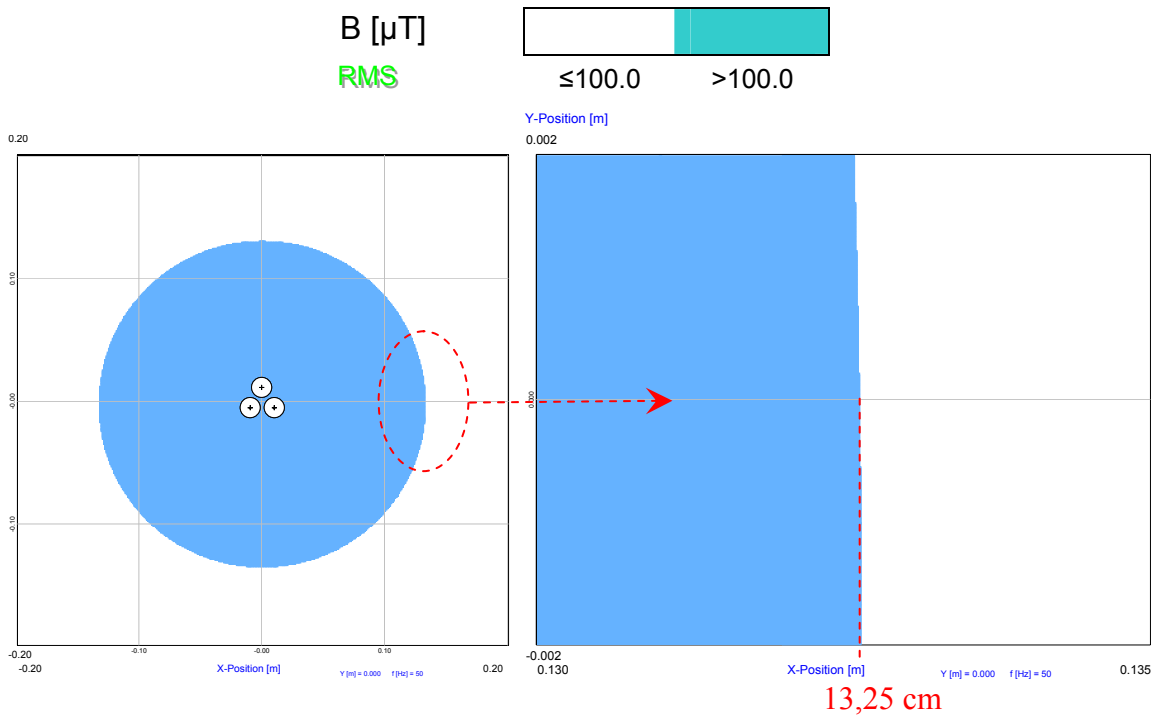 B [µT]
RMS
≤100.0 >100.0
0.20
0.10
-0.00
-0.10
-0.20
-0.20
-0.10
-0.00
0.10
0.20
X-Position [m]
Y [m] = 0.000 f [Hz] = 50
Y-Position [m]
0.002
0.000
-0.002
0.130
X-Position [m]
Y [m] = 0.000 f [Hz] = 50
0.135
13,25 cm